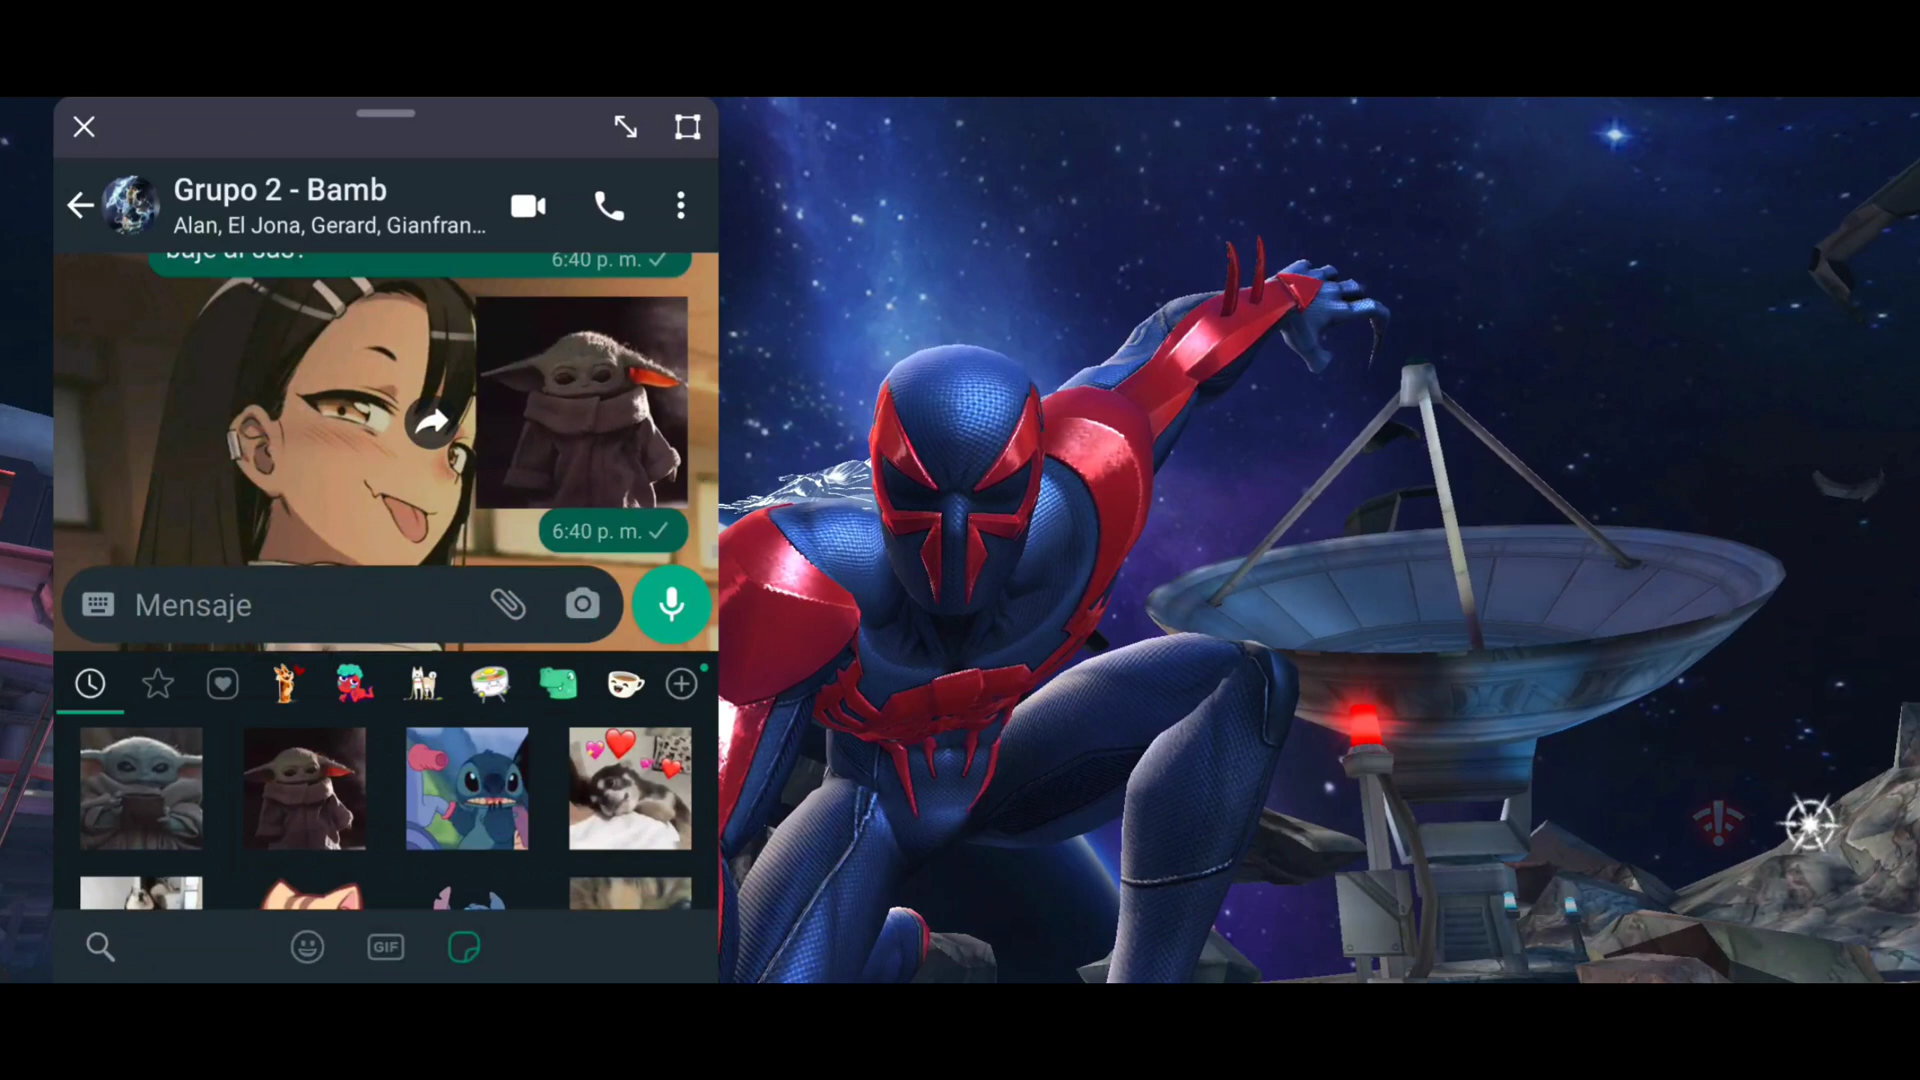 Grupo 2 - Bamb
Alan, El Jona, Gerard, Gianfran...
6:40 p. m.
6:40 p. m.
Mensaje
GIF